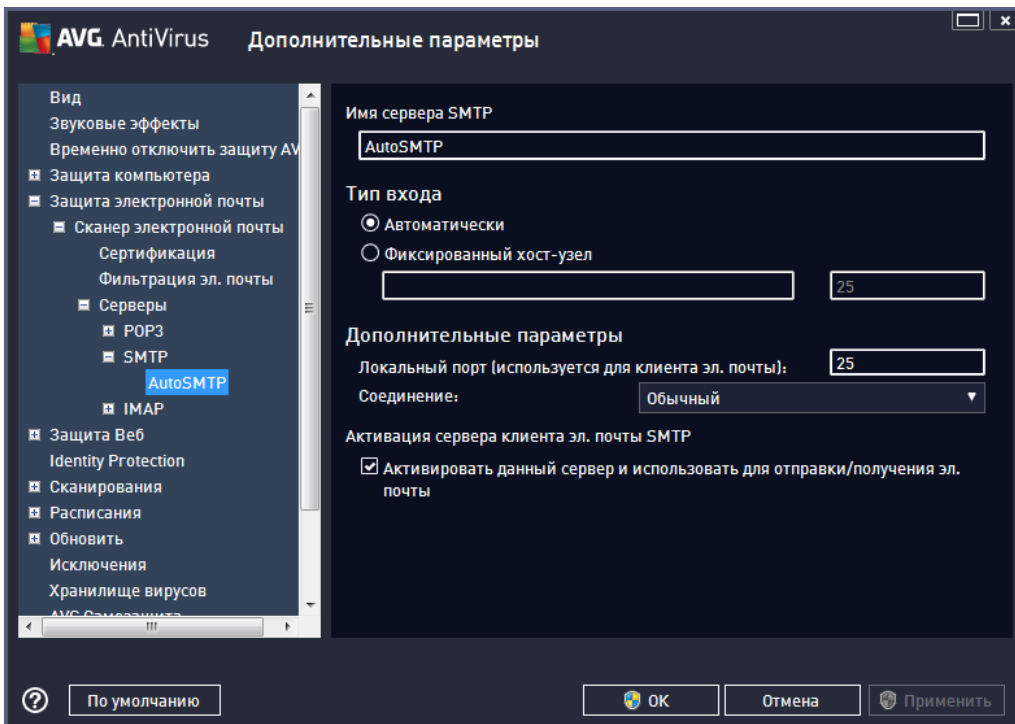 AVG AntiVirus Дополнительные параметры
Вид
Звуковые эффекты
Временно отключить защиту AV
Защита компьютера
Защита электронной почты
Сканер электронной почты
Сертификация
Фильтрация эл. почты
Серверы
POP3
SMTP
AutoSMTP
IMAP
Защита Веб
Identity Protection
Сканирования
Расписания
Обновить
Исключения
Хранилище вирусов
AVG Самозащита
Имя сервера SMTP
AutoSMTP
Тип входа
Автоматически
Фиксированный хост-узел
25
Дополнительные параметры
Локальный порт (используется для клиента эл. почты): 25
Соединение: Обычный
Активация сервера клиента эл. почты SMTP
Активировать данный сервер и использовать для отправки/получения эл.
почты
? По умолчанию OK Отмена Применить